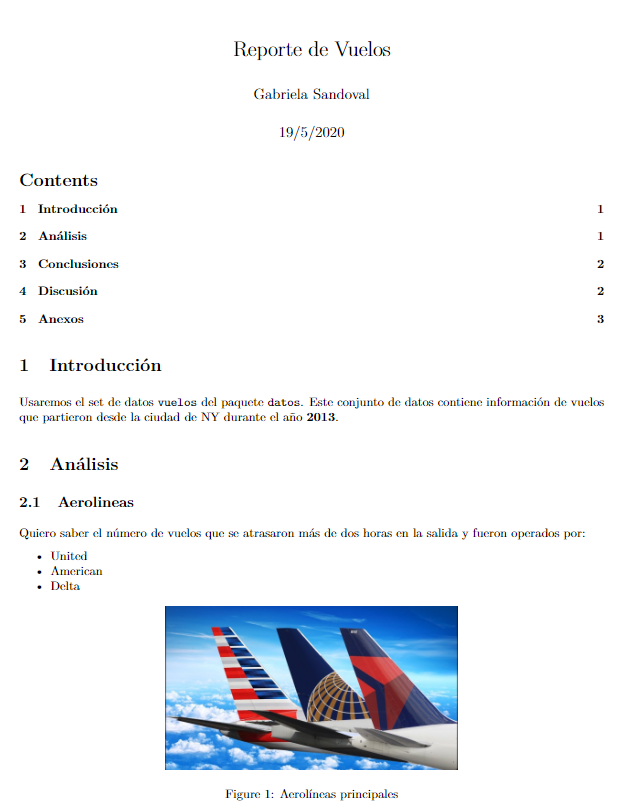 Reporte de Vuelos
Gabriela Sandoval
19/5/2020
Contents
1 Introducción 1
2 Análisis 1
3 Conclusiones 2
4 Discusión 2
5 Anexos 3
1 Introducción
Usaremos el set de datos vuelos del paquete datos. Este conjunto de datos contiene información de vuelos
que partieron desde la ciudad de NY durante el año 2013.
2 Análisis
2.1 Aerolineas
Quiero saber el número de vuelos que se atrasaron más de dos horas en la salida y fueron operados por:
• United
• American
• Delta
Figure 1: Aerolíneas principales